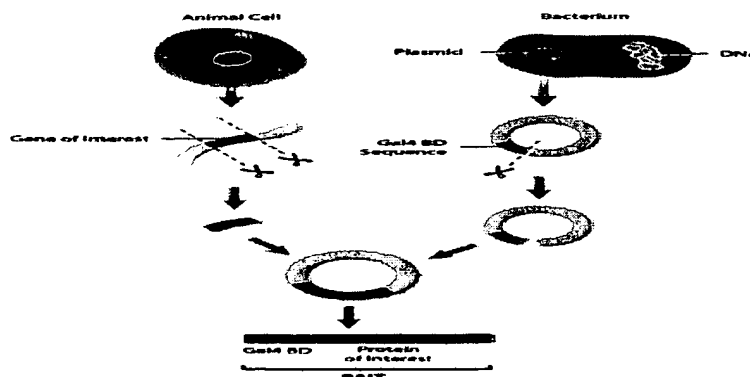 Animal Cell
Bacterium
Plasmid
DNA
Gene of Interest
Gal4 BD
Sequence
Gal4 BD
Protein
of Interest
BAIT